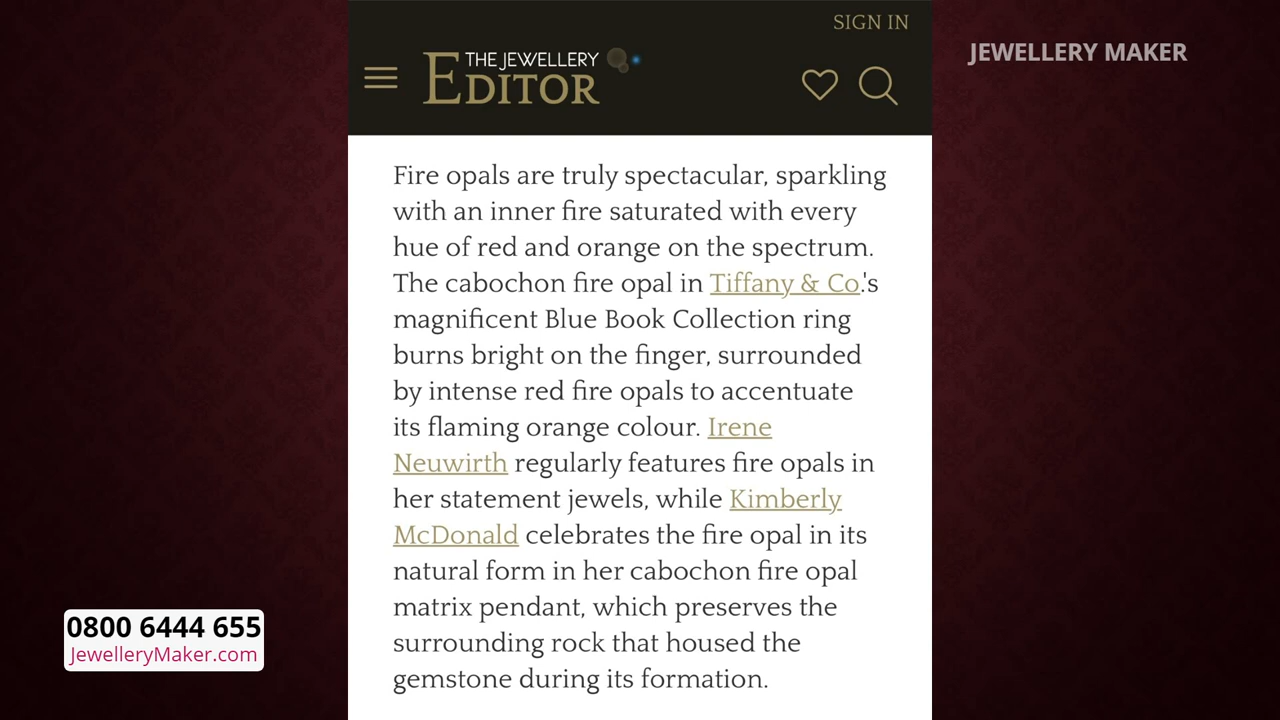 SIGN IN
JEWELLERY MAKER
THE JEWELLERY
EDITOR
Fire opals are truly spectacular, sparkling
with an inner fire saturated with every
hue of red and orange on the spectrum.
The cabochon fire opal in Tiffany & Co.'s
magnificent Blue Book Collection ring
burns bright on the finger, surrounded
by intense red fire opals to accentuate
its flaming orange colour. Irene
Neuwirth regularly features fire opals in
her statement jewels, while Kimberly
McDonald celebrates the fire opal in its
natural form in her cabochon fire opal
matrix pendant, which preserves the
surrounding rock that housed the
gemstone during its formation.
0800 6444 655
JewelleryMaker.com